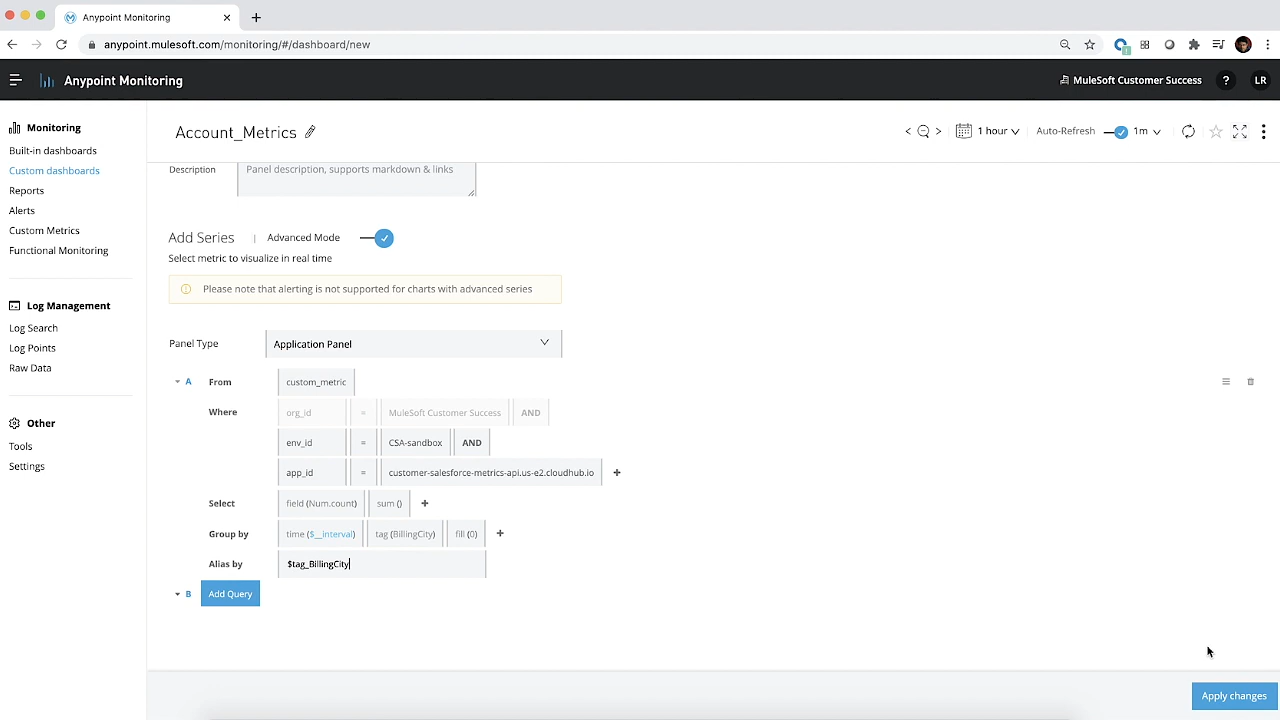 Anypoint Monitoring
anypoint.mulesoft.com/monitoring/#/dashboard/new
Anypoint Monitoring
MuleSoft Customer Success
?
LR
Monitoring
Built-in dashboards
Custom dashboards
Reports
Alerts
Custom Metrics
Functional Monitoring
Log Management
Log Search
Log Points
Raw Data
Other
Tools
Settings
Account_Metrics
1 hour
Auto-Refresh
1m
Description
Panel description, supports markdown & links
Add Series | Advanced Mode
Select metric to visualize in real time
Please note that alerting is not supported for charts with advanced series
Panel Type
Application Panel
A From custom_metric
Where org_id = MuleSoft Customer Success AND
env_id = CSA-sandbox AND
app_id = customer-salesforce-metrics-api.us-e2.cloudhub.io +
Select field (Num.count) sum () +
Group by time ($__interval) tag (BillingCity) fill (0) +
Alias by $tag_BillingCity
B Add Query
Apply changes